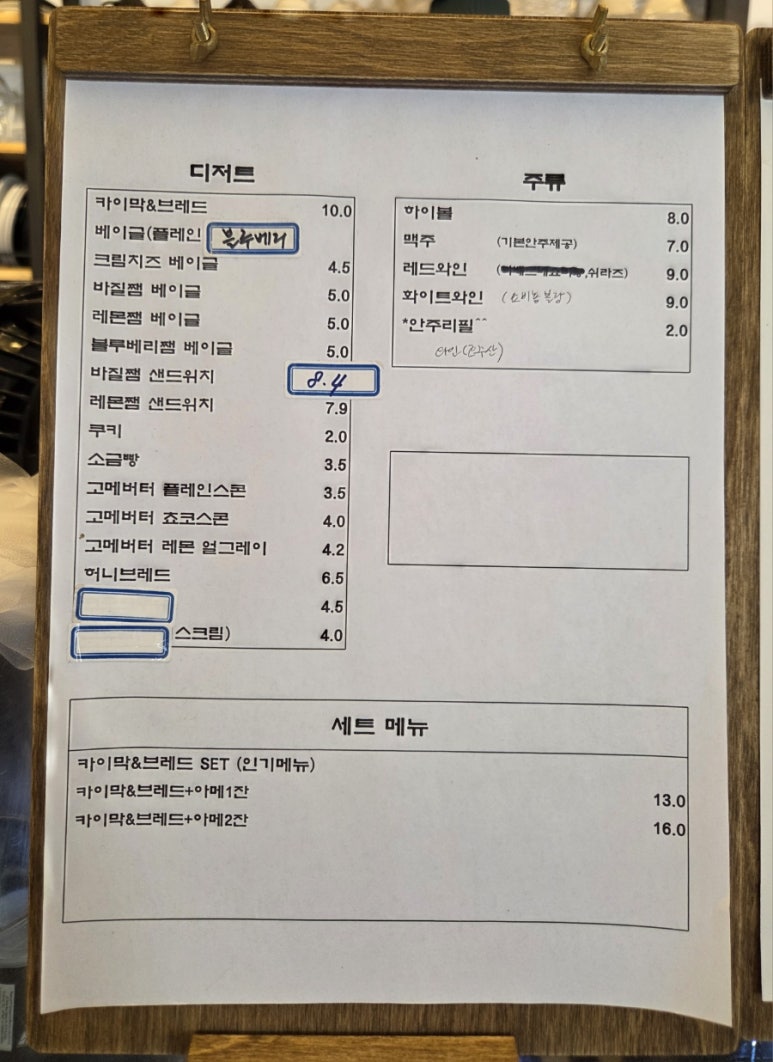 디저트
카이막&브레드 10.0
베이글(플레인 블루베리
크림치즈 베이글 4.5
바질쨈 베이글 5.0
레몬쨈 베이글 5.0
블루베리쨈 베이글 5.0
바질쨈 샌드위치 8.4
레몬쨈 샌드위치 7.9
쿠키 2.0
소금빵 3.5
고메버터 플레인스콘 3.5
고메버터 쵸코스콘 4.0
고메버터 레몬 얼그레이 4.2
허니브레드 6.5
4.5
스크림) 4.0
주류
하이볼 8.0
맥주 (기본안주제공) 7.0
레드와인 ,쉬라즈) 9.0
화이트와인 (소비뇽블랑) 9.0
*안주리필^^ 2.0
세트 메뉴
카이막&브레드 SET (인기메뉴)
카이막&브레드+아메1잔 13.0
카이막&브레드+아메2잔 16.0